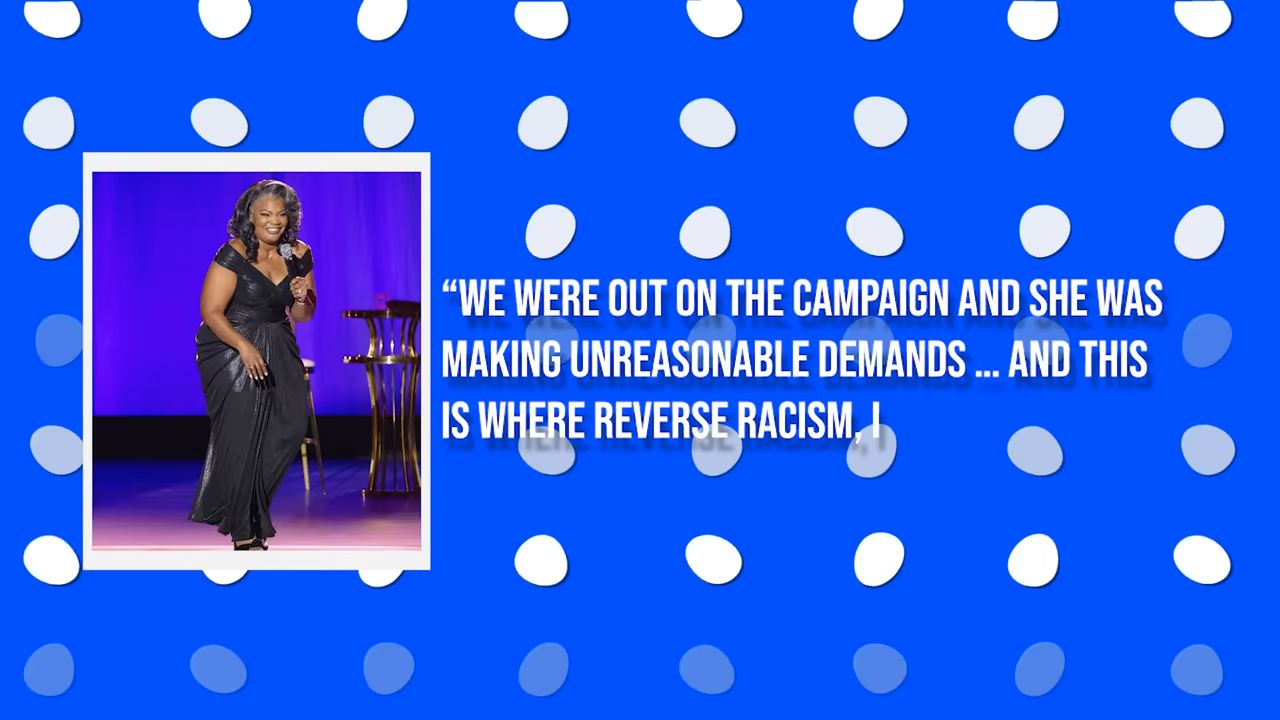 “WE WERE OUT ON THE CAMPAIGN AND SHE WAS
MAKING UNREASONABLE DEMANDS ... AND THIS
IS WHERE REVERSE RACISM, I